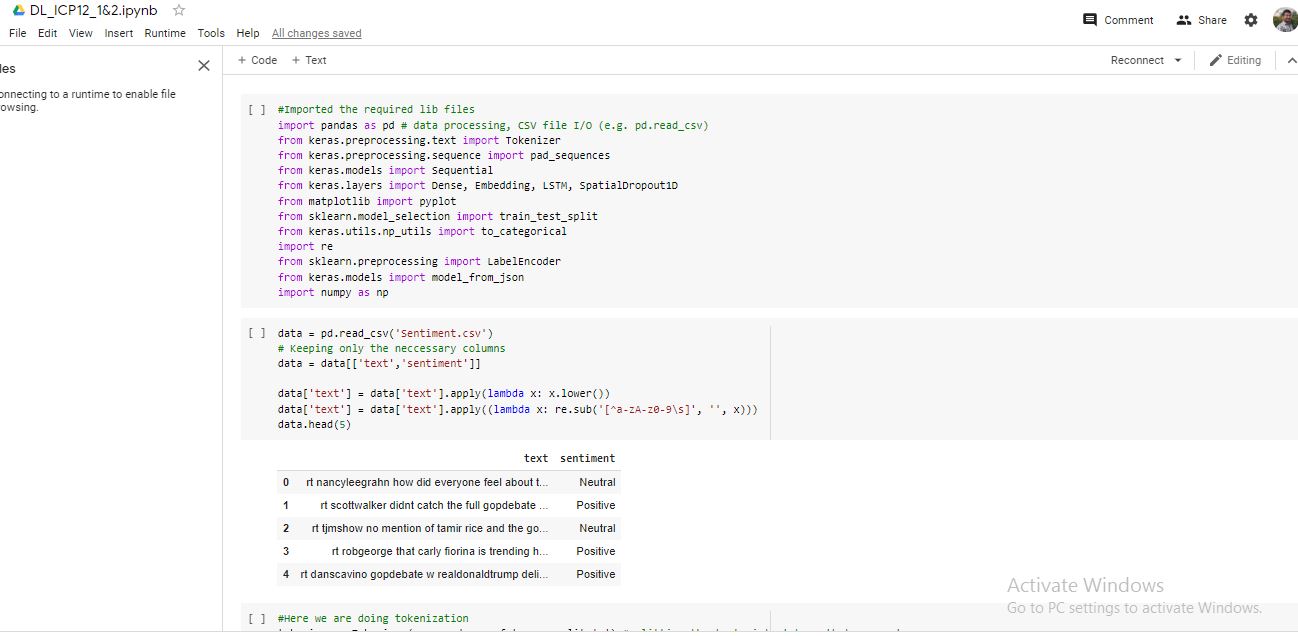 DL_ICP12_1&2.ipynb
File Edit View Insert Runtime Tools Help All changes saved
Comment Share
+ Code + Text
Reconnect Editing
onnecting to a runtime to enable file
[ ] #Imported the required lib files
import pandas as pd # data processing, CSV file I/O (e.g. pd.read_csv)
from keras.preprocessing.text import Tokenizer
from keras.preprocessing.sequence import pad_sequences
from keras.models import Sequential
from keras.layers import Dense, Embedding, LSTM, SpatialDropout1D
from matplotlib import pyplot
from sklearn.model_selection import train_test_split
from keras.utils.np_utils import to_categorical
import re
from sklearn.preprocessing import LabelEncoder
from keras.models import model_from_json
import numpy as np
[ ] data = pd.read_csv('Sentiment.csv')
# Keeping only the neccessary columns
data = data[['text','sentiment']]
data['text'] = data['text'].apply(lambda x: x.lower())
data['text'] = data['text'].apply((lambda x: re.sub('[^a-zA-z0-9\s]', '', x)))
data.head(5)
text sentiment
0 rt nancyleegrahn how did everyone feel about t... Neutral
1 rt scottwalker didnt catch the full gopdebate ... Positive
2 rt tjmshow no mention of tamir rice and the go... Neutral
3 rt robgeorge that carly fiorina is trending h... Positive
4 rt danscavino gopdebate w realdonaldtrump deli... Positive
Activate Windows
Go to PC settings to activate Windows.
[ ] #Here we are doing tokenization